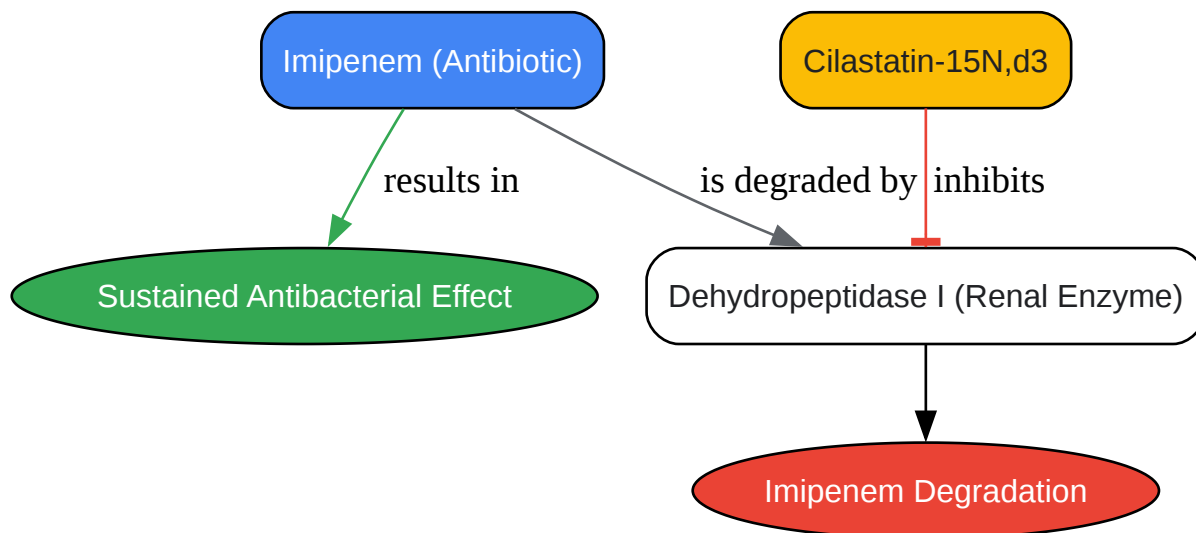 Imipenem (Antibiotic)
Cilastatin-15N,d3
results in
is degraded by
inhibits
Sustained Antibacterial Effect
Dehydropeptidase I (Renal Enzyme)
Imipenem Degradation